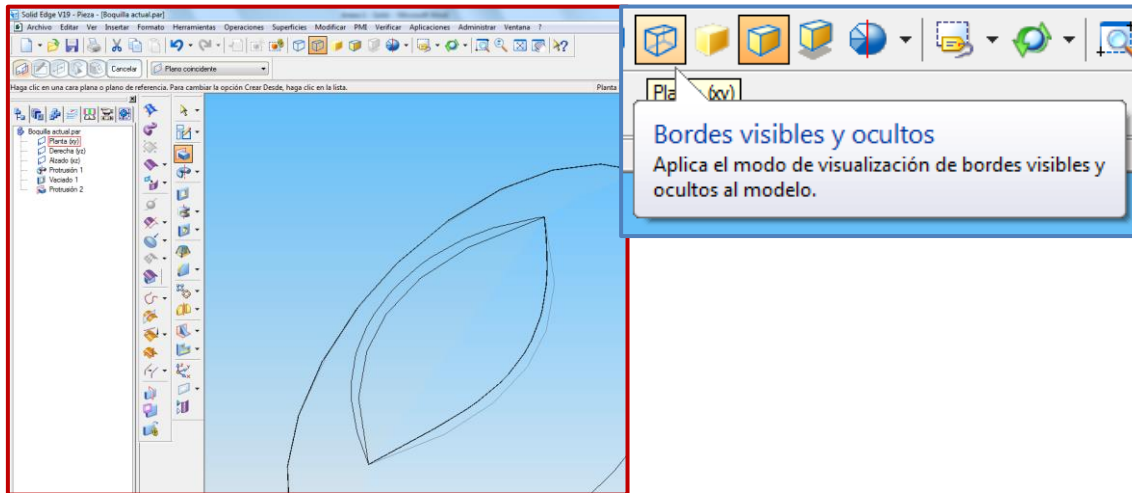 Solid Edge V19 - Pieza - [Boquilla actual.par]
Archivo Editar Ver Insertar Formato Herramientas Operaciones Superficies Modificar PMI Verificar Aplicaciones Administrar Ventana ?
Cancelar Plano coincidente
Haga clic en una cara plana o plano de referencia. Para cambiar la opción Crear Desde, haga clic en la lista. Planta
Boquilla actual.par
Planta (xy)
Derecha (yz)
Alzado (xz)
Protrusión 1
Vaciado 1
Protrusión 2
Pla (xy)
Bordes visibles y ocultos
Aplica el modo de visualización de bordes visibles y
ocultos al modelo.